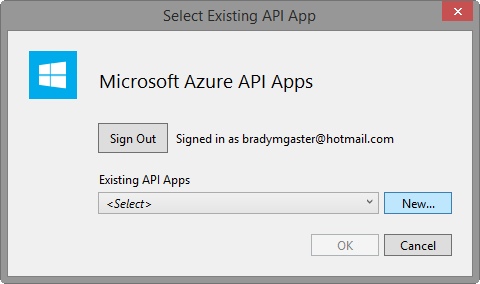 Select Existing API App
Microsoft Azure API Apps
Sign Out Signed in as bradymgaster@hotmail.com
Existing API Apps
<Select> New...
OK Cancel